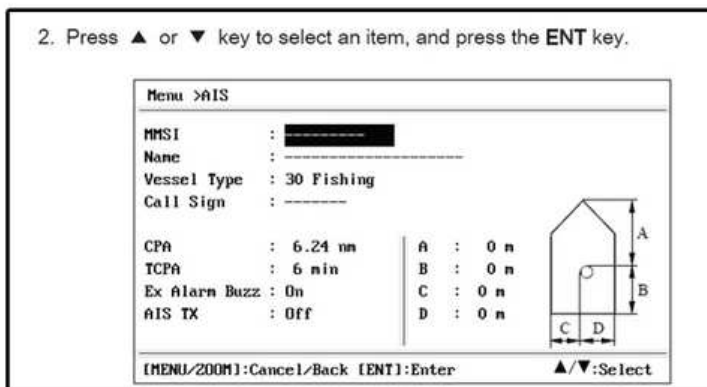 2. Press ▲ or ▼ key to select an item, and press the ENT key.
Menu >AIS
MMSI : ---------
Name : --------------------
Vessel Type : 30 Fishing
Call Sign : -------
CPA : 6.24 nm
TCPA : 6 min
Ex Alarm Buzz : On
AIS TX : Off
A : 0 m
B : 0 m
C : 0 m
D : 0 m
A
B
C D
[MENU/ZOOM]:Cancel/Back [ENT]:Enter ▲/▼:Select